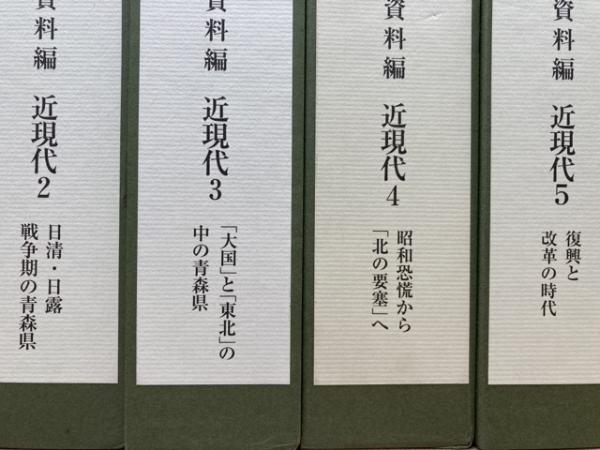 資料編 近現代2
日清・日露
戦争期の青森県
資料編 近現代3
「大国」と「東北」の
中の青森県
資料編 近現代4
昭和恐慌から
「北の要塞」へ
資料編 近現代5
復興と
改革の時代